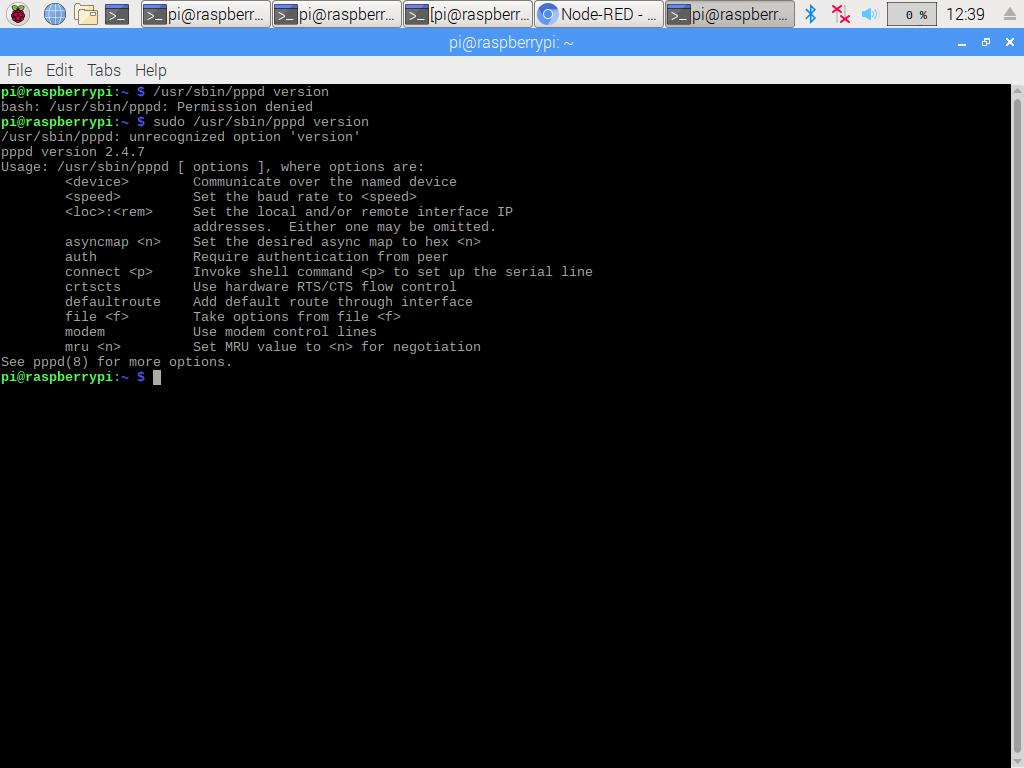 pi@raspberr... pi@raspberr... [pi@raspberr... Node-RED - ... pi@raspberr... 0 % 12:39
pi@raspberrypi: ~
File Edit Tabs Help
pi@raspberrypi:~ $ /usr/sbin/pppd version
bash: /usr/sbin/pppd: Permission denied
pi@raspberrypi:~ $ sudo /usr/sbin/pppd version
/usr/sbin/pppd: unrecognized option 'version'
pppd version 2.4.7
Usage: /usr/sbin/pppd [ options ], where options are:
        <device>        Communicate over the named device
        <speed>         Set the baud rate to <speed>
        <loc>:<rem>     Set the local and/or remote interface IP
                        addresses.  Either one may be omitted.
        asyncmap <n>    Set the desired async map to hex <n>
        auth            Require authentication from peer
        connect <p>     Invoke shell command <p> to set up the serial line
        crtscts         Use hardware RTS/CTS flow control
        defaultroute    Add default route through interface
        file <f>        Take options from file <f>
        modem           Use modem control lines
        mru <n>         Set MRU value to <n> for negotiation
See pppd(8) for more options.
pi@raspberrypi:~ $